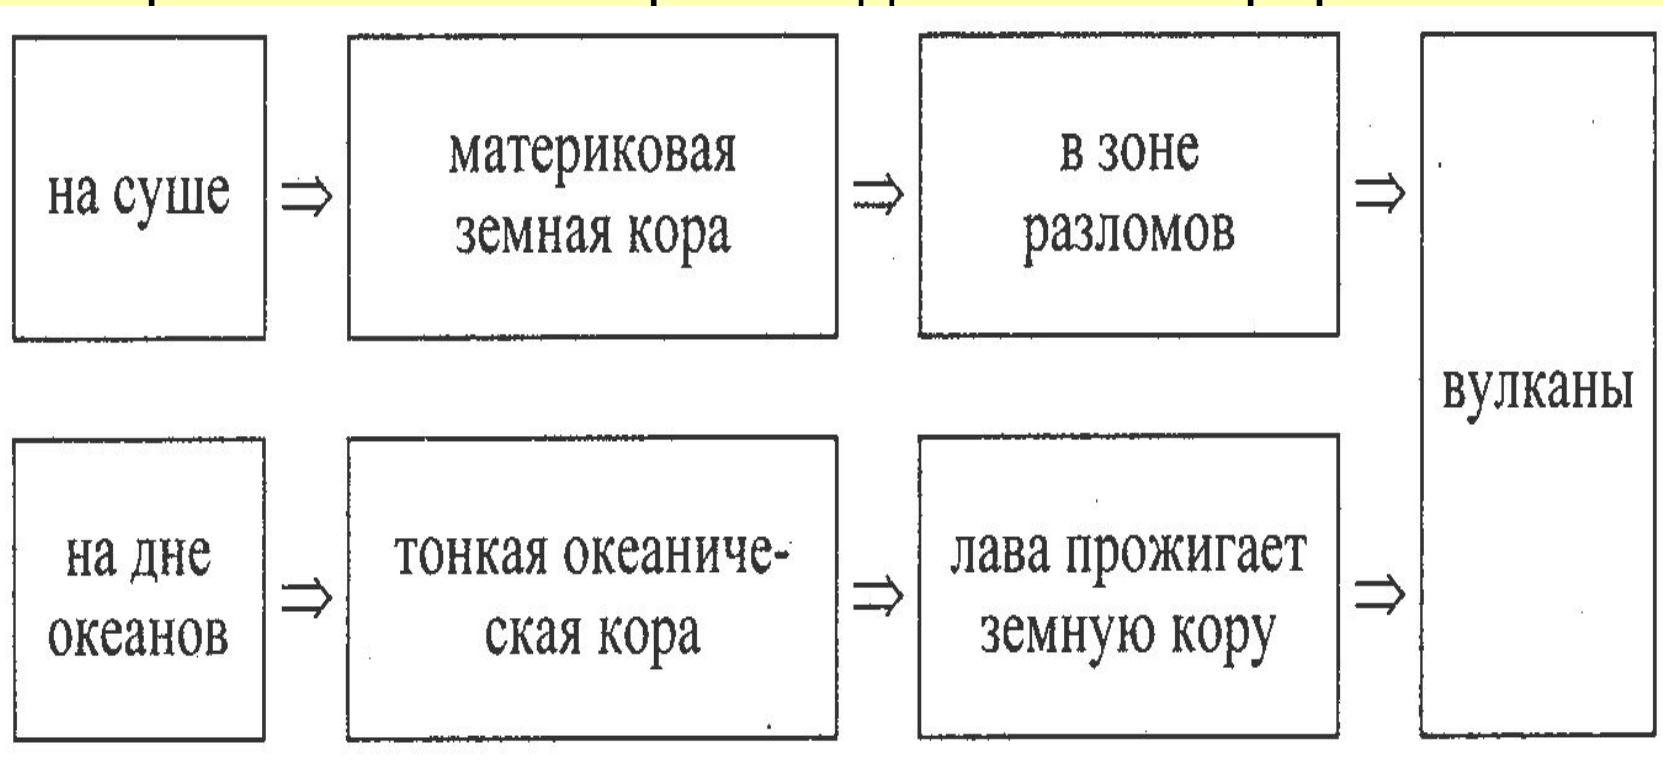 на суше
⇒
материковая
земная кора
⇒
в зоне
разломов
⇒
вулканы
на дне
океанов
⇒
тонкая океаниче-
ская кора
⇒
лава прожигает
земную кору
⇒